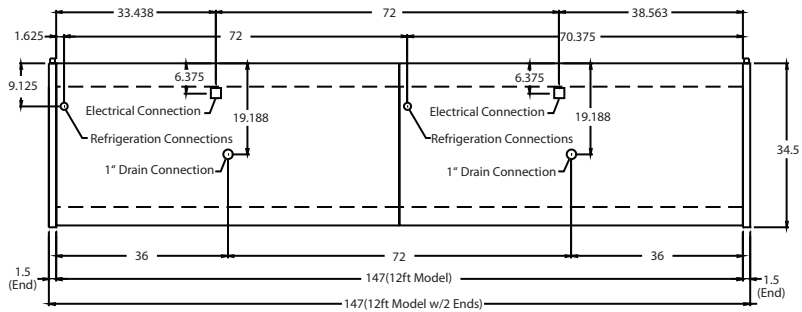 33.438
72
38.563
1.625
72
70.375
9.125
6.375
6.375
Electrical Connection
19.188
Electrical Connection
19.188
Refrigeration Connections
Refrigeration Connections
34.5
1" Drain Connection
1" Drain Connection
36
72
36
1.5
(End)
147(12ft Model)
1.5
(End)
147(12ft Model w/2 Ends)